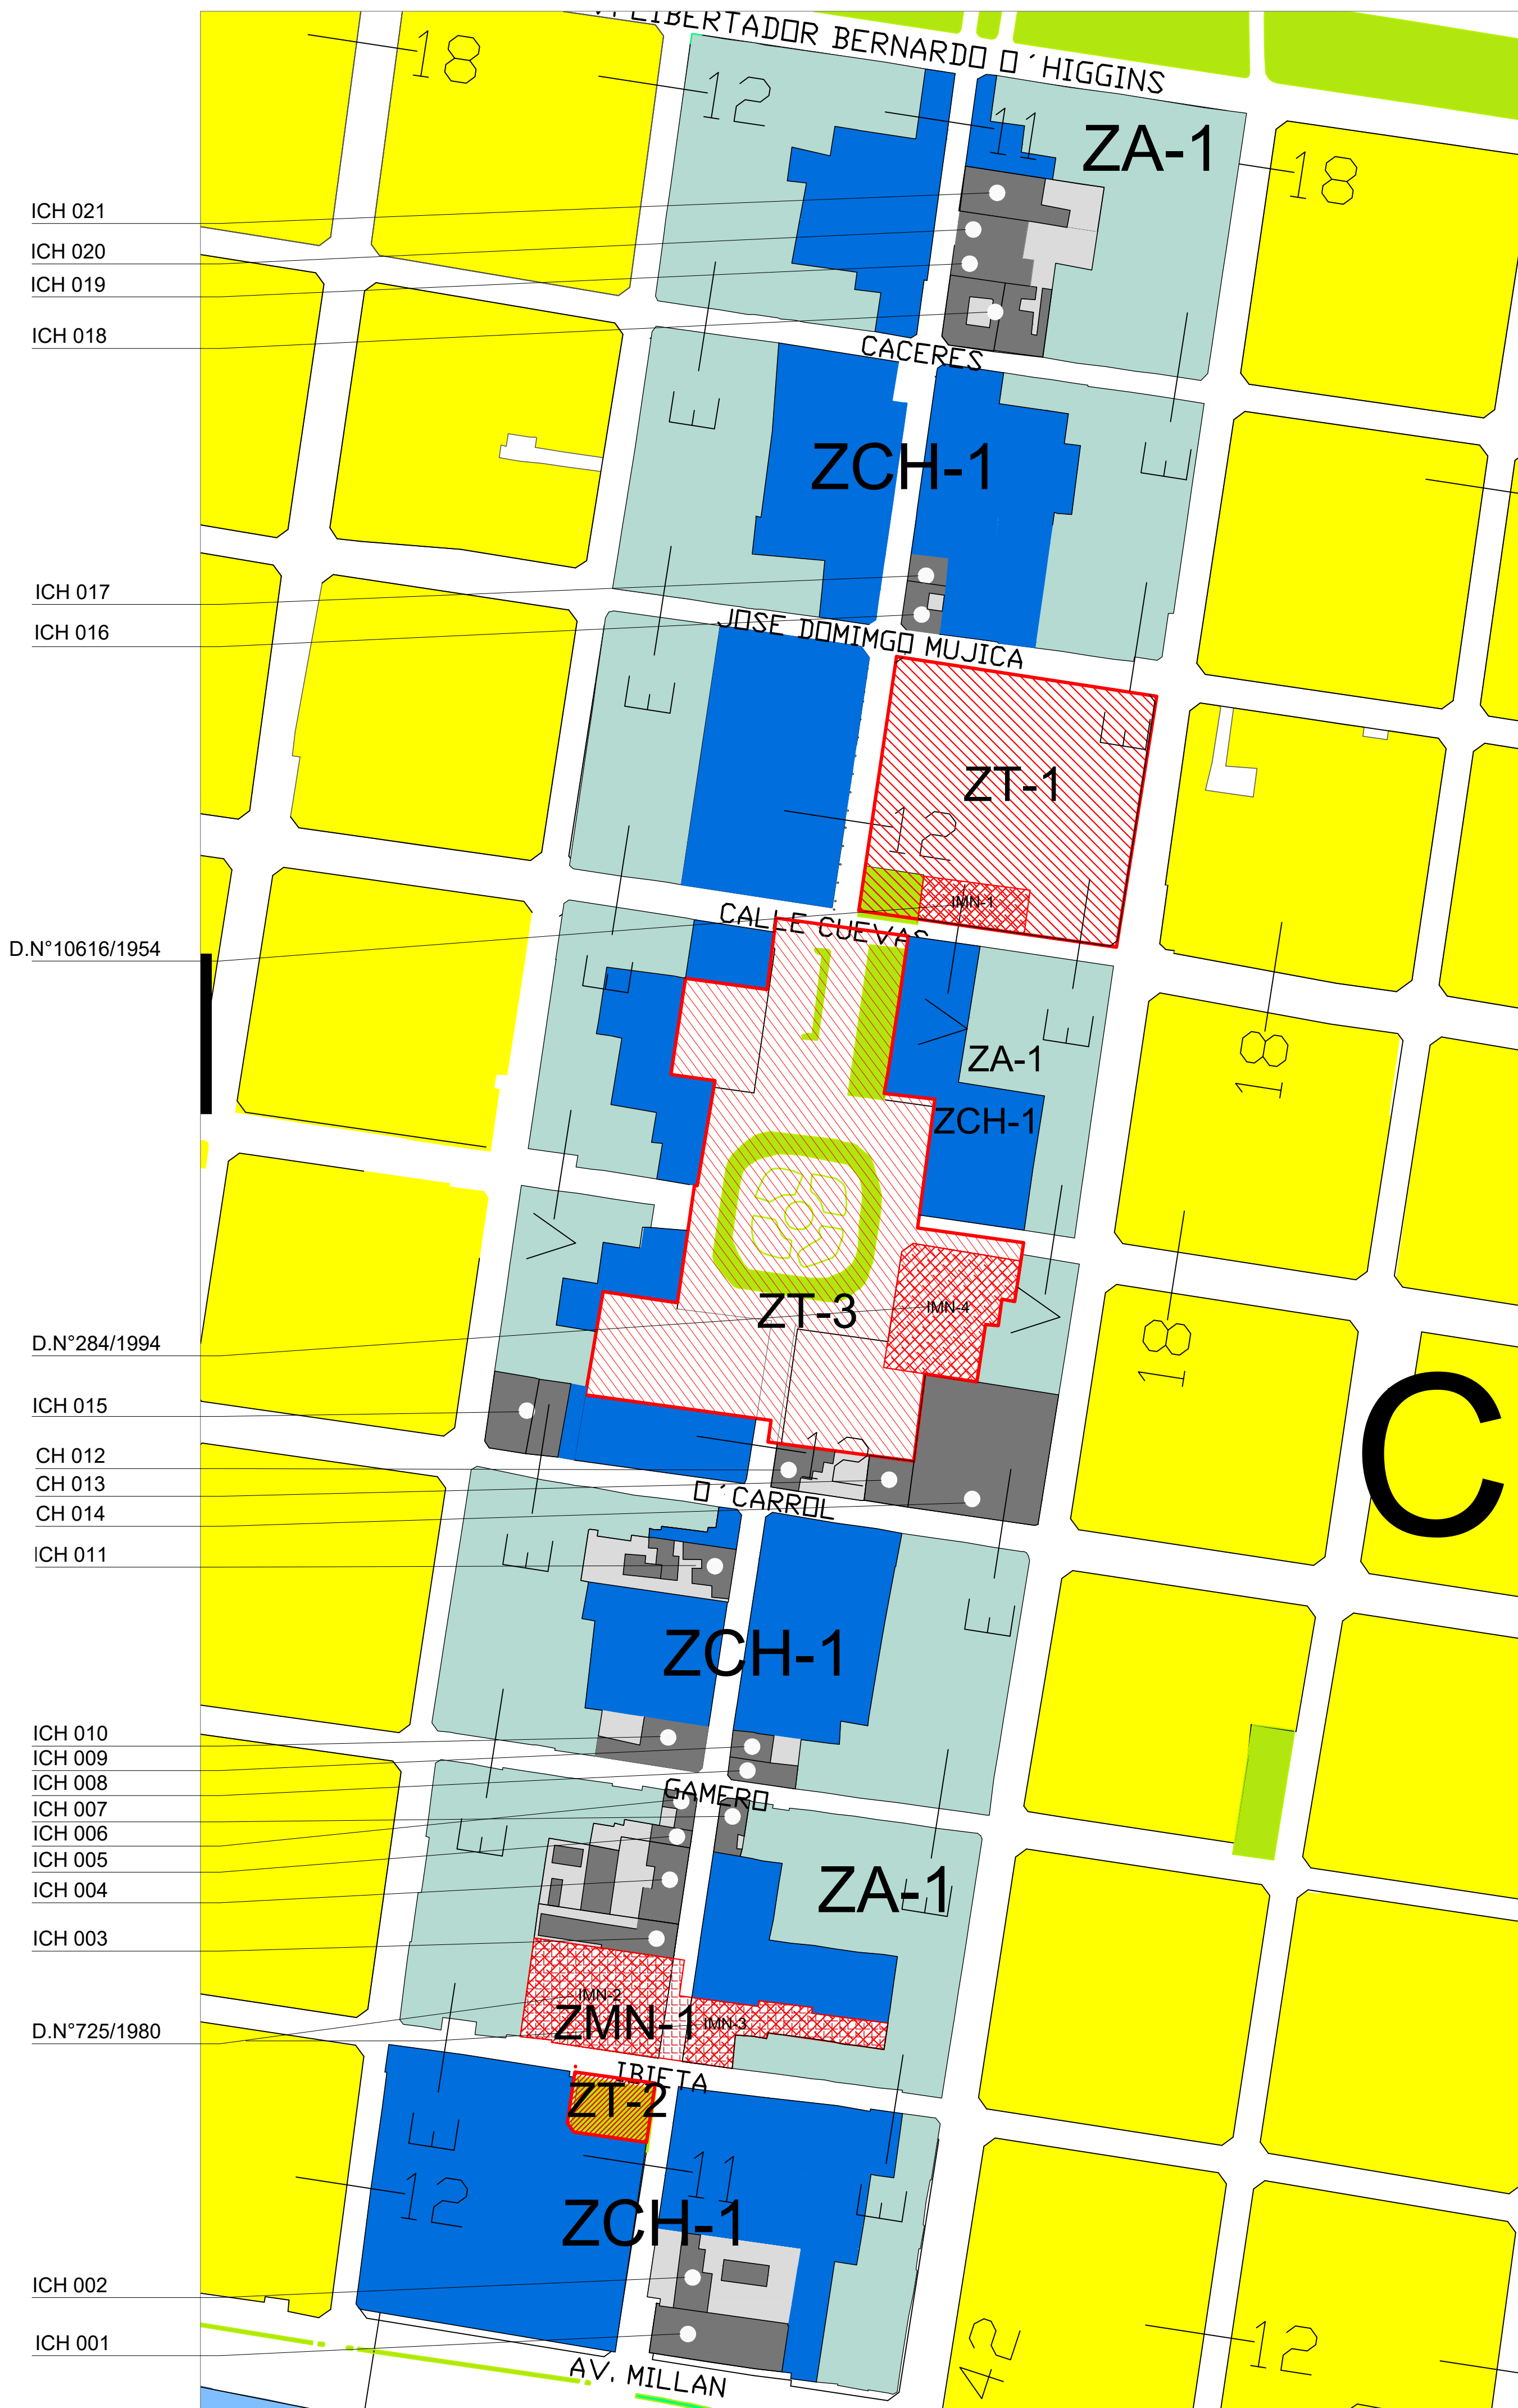 V. LIBERTADOR BERNARDO O´HIGGINS
18
12
11
ZA-1
18
ICH 021
ICH 020
ICH 019
ICH 018
CACERES
E
E
ZCH-1
ICH 017
ICH 016
JOSE DOMIMGO MUJICA
E
E
ZT-1
12
IMN-1
CALLE CUEVAS
D.N°10616/1954
E
V
E
ZA-1
18
ZCH-1
V
V
ZT-3
IMN-4
18
D.N°284/1994
ICH 015
C
CH 012
CH 013
CH 014
12
O´CARROL
ICH 011
E
E
ZCH-1
ICH 010
ICH 009
ICH 008
ICH 007
ICH 006
ICH 005
ICH 004
ICH 003
GAMERO
E
ZA-1
E
IMN-2
ZMN-1
IMN-3
D.N°725/1980
IBIETA
ZT-2
E
12
11
E
ZCH-1
ICH 002
ICH 001
42
12
AV. MILLAN